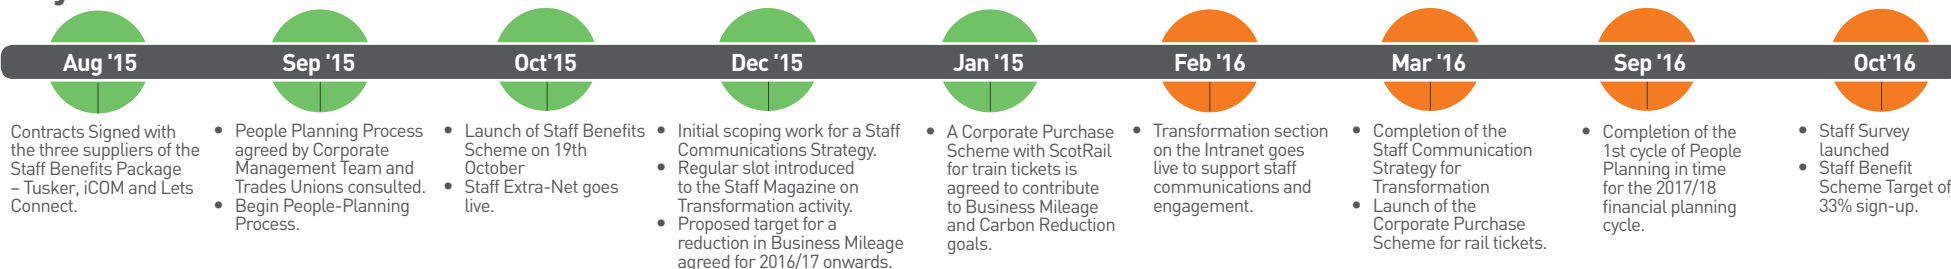 Aug '15
Sep '15
Oct'15
Dec '15
Jan '15
Feb '16
Mar '16
Sep '16
Oct'16
Contracts Signed with
the three suppliers of the
Staff Benefits Package
– Tusker, iCOM and Lets
Connect.
• People Planning Process
agreed by Corporate
Management Team and
Trades Unions consulted.
• Begin People-Planning
Process.
• Launch of Staff Benefits
Scheme on 19th
October
• Staff Extra-Net goes
live.
• Initial scoping work for a Staff
Communications Strategy.
• Regular slot introduced
to the Staff Magazine on
Transformation activity.
• Proposed target for a
reduction in Business Mileage
agreed for 2016/17 onwards.
• A Corporate Purchase
Scheme with ScotRail
for train tickets is
agreed to contribute
to Business Mileage
and Carbon Reduction
goals.
• Transformation section
on the Intranet goes
live to support staff
communications and
engagement.
• Completion of the
Staff Communication
Strategy for
Transformation
• Launch of the
Corporate Purchase
Scheme for rail tickets.
• Completion of the
1st cycle of People
Planning in time
for the 2017/18
financial planning
cycle.
• Staff Survey
launched
• Staff Benefit
Scheme Target of
33% sign-up.